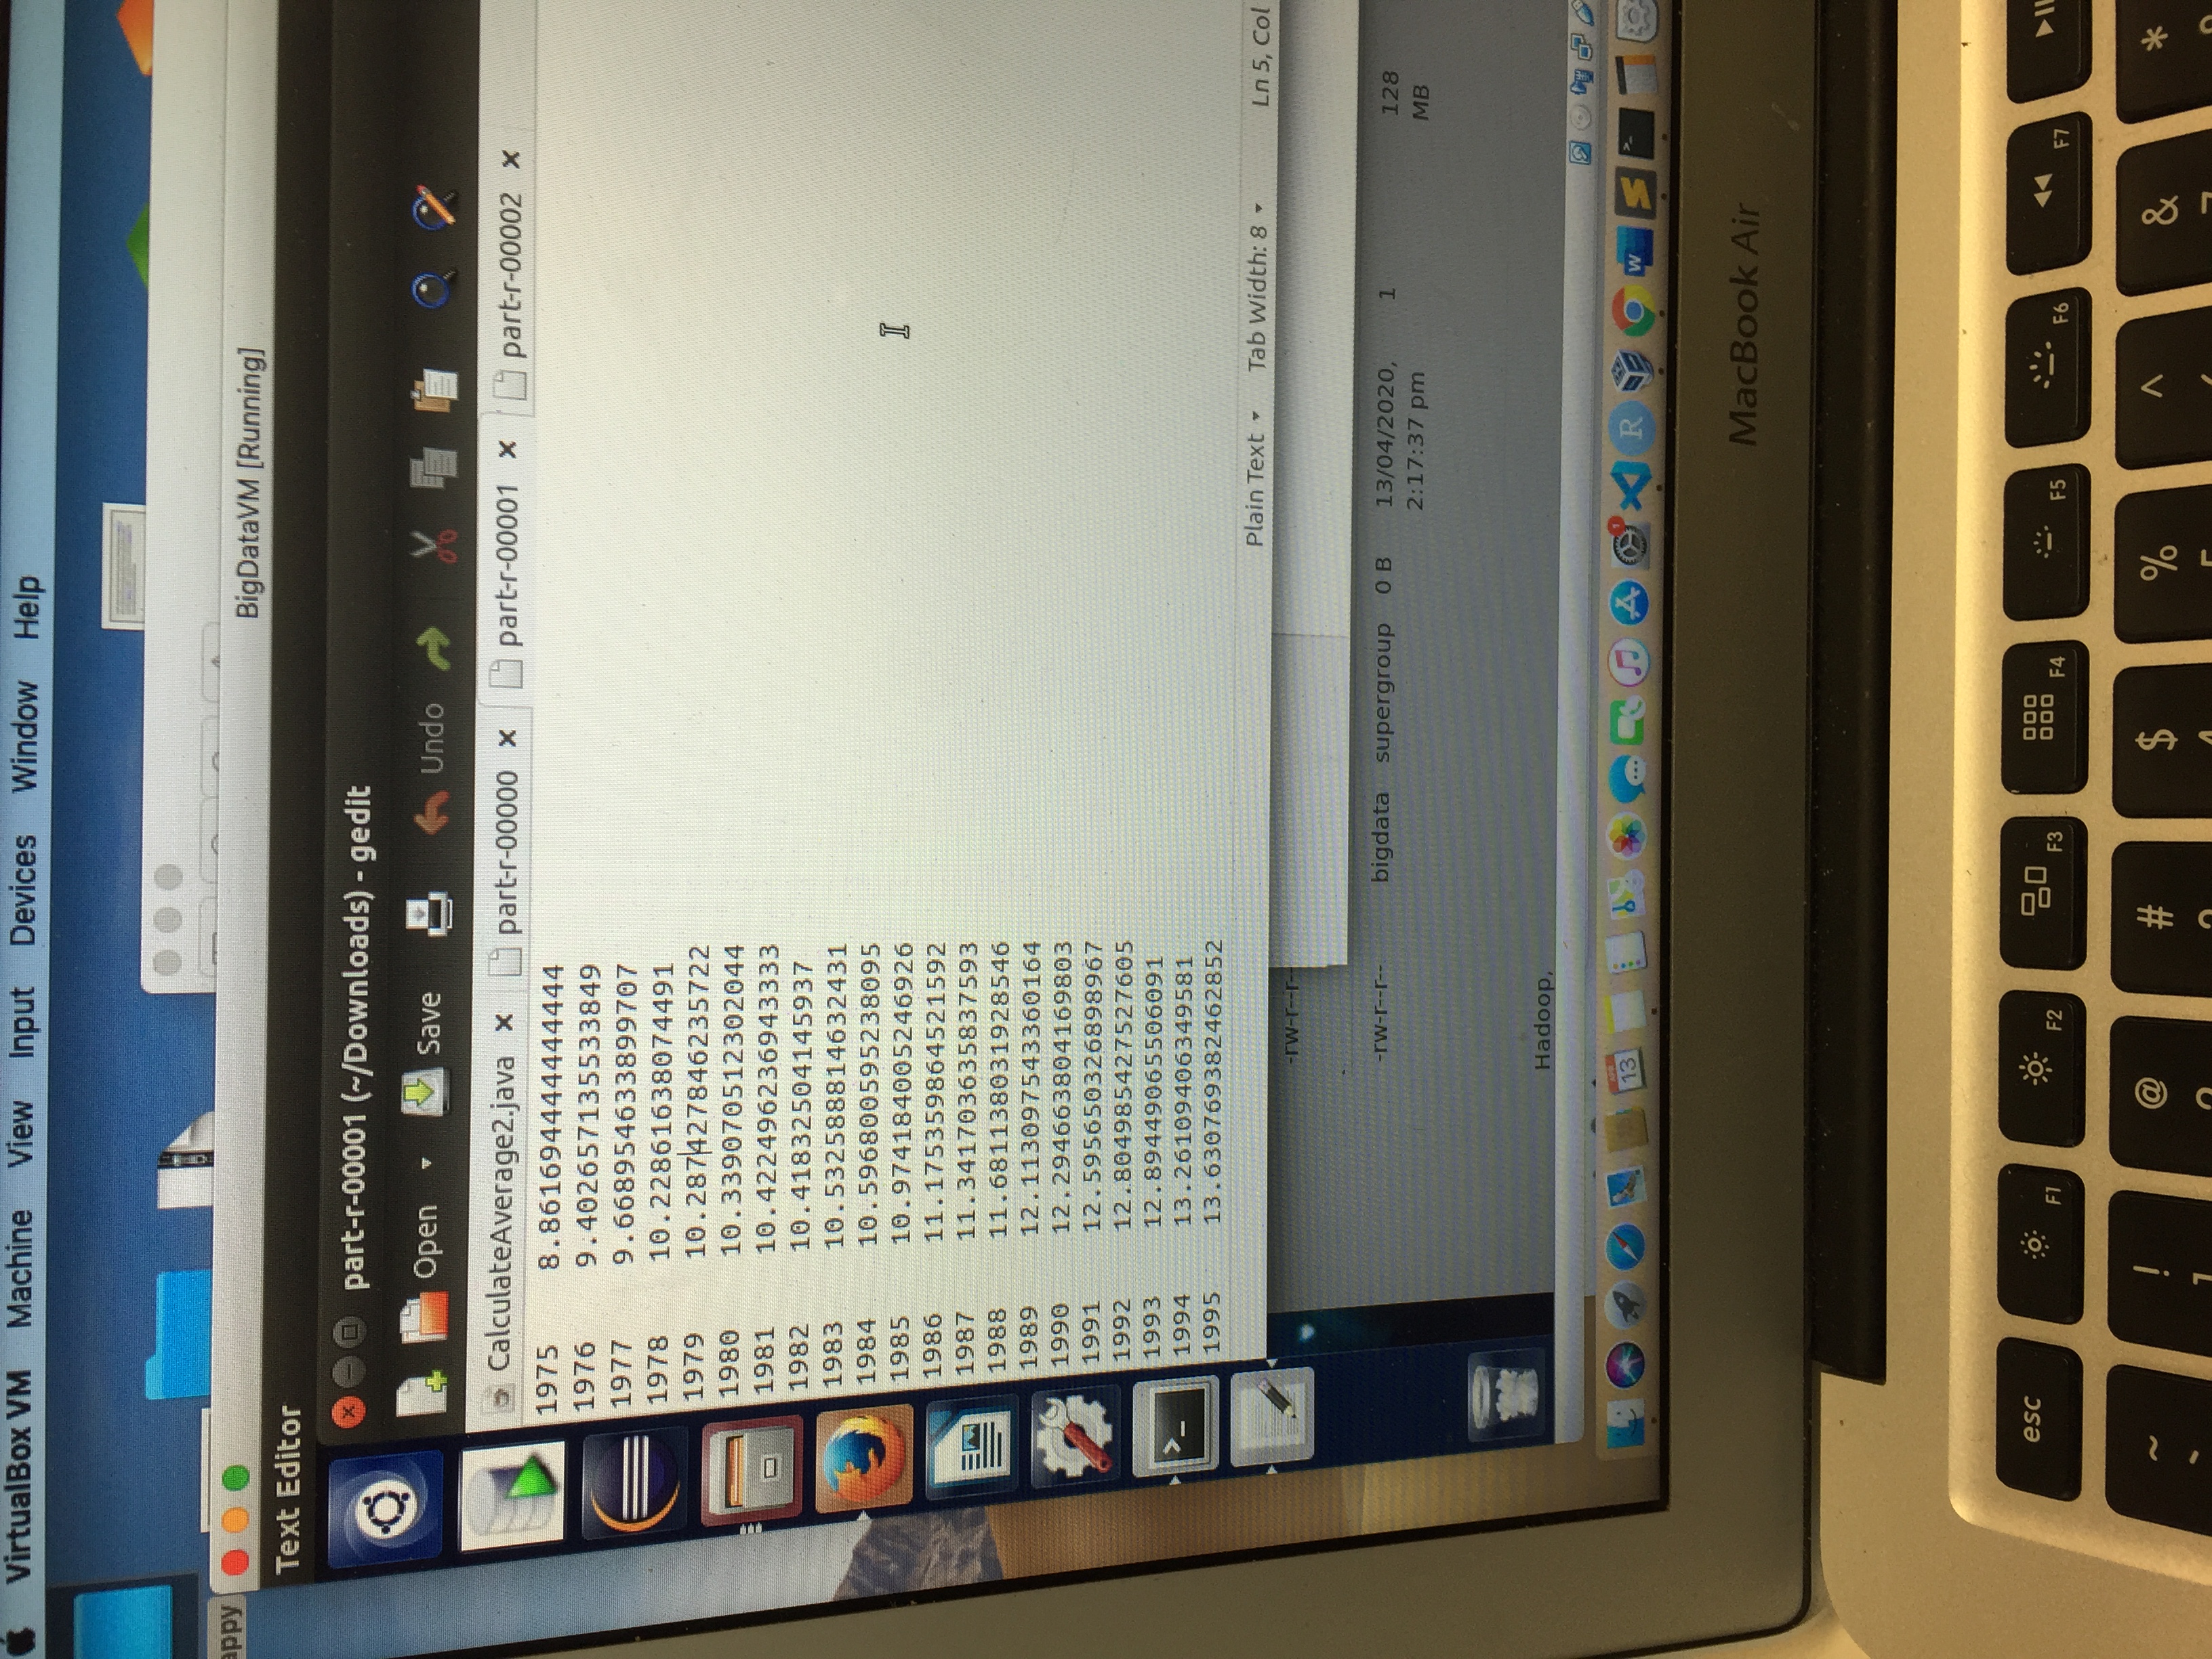 VirtualBox VM Machine View Input Devices Window Help
appy
BigDataVM [Running]
Text Editor
part-r-00001 (~/Downloads) - gedit
Open Save Undo
CalculateAverage2.java part-r-00000 part-r-00001 part-r-00002
1975 8.861694444444444
1976 9.402657135533849
1977 9.668954633899707
1978 10.22861638074491
1979 10.287427846235722
1980 10.339070512302044
1981 10.422496236943333
1982 10.41832504145937
1983 10.532588814632431
1984 10.596800595238095
1985 10.974184005246926
1986 11.175359864521592
1987 11.341703635837593
1988 11.681138031928546
1989 12.113097543360164
1990 12.294663804169803
1991 12.595650326898967
1992 12.804985427527605
1993 12.89449065506091
1994 13.26109406349581
1995 13.630769382462852
Plain Text Tab Width: 8 Ln 5, Col
-rw-r--r--
-rw-r--r-- bigdata supergroup 0 B 13/04/2020, 1 128
2:17:37 pm MB
Hadoop,
13 1 R W
MacBook Air
esc F1 F2 F3 F4 F5 F6 F7
~ ! @ # $ % ^ & *